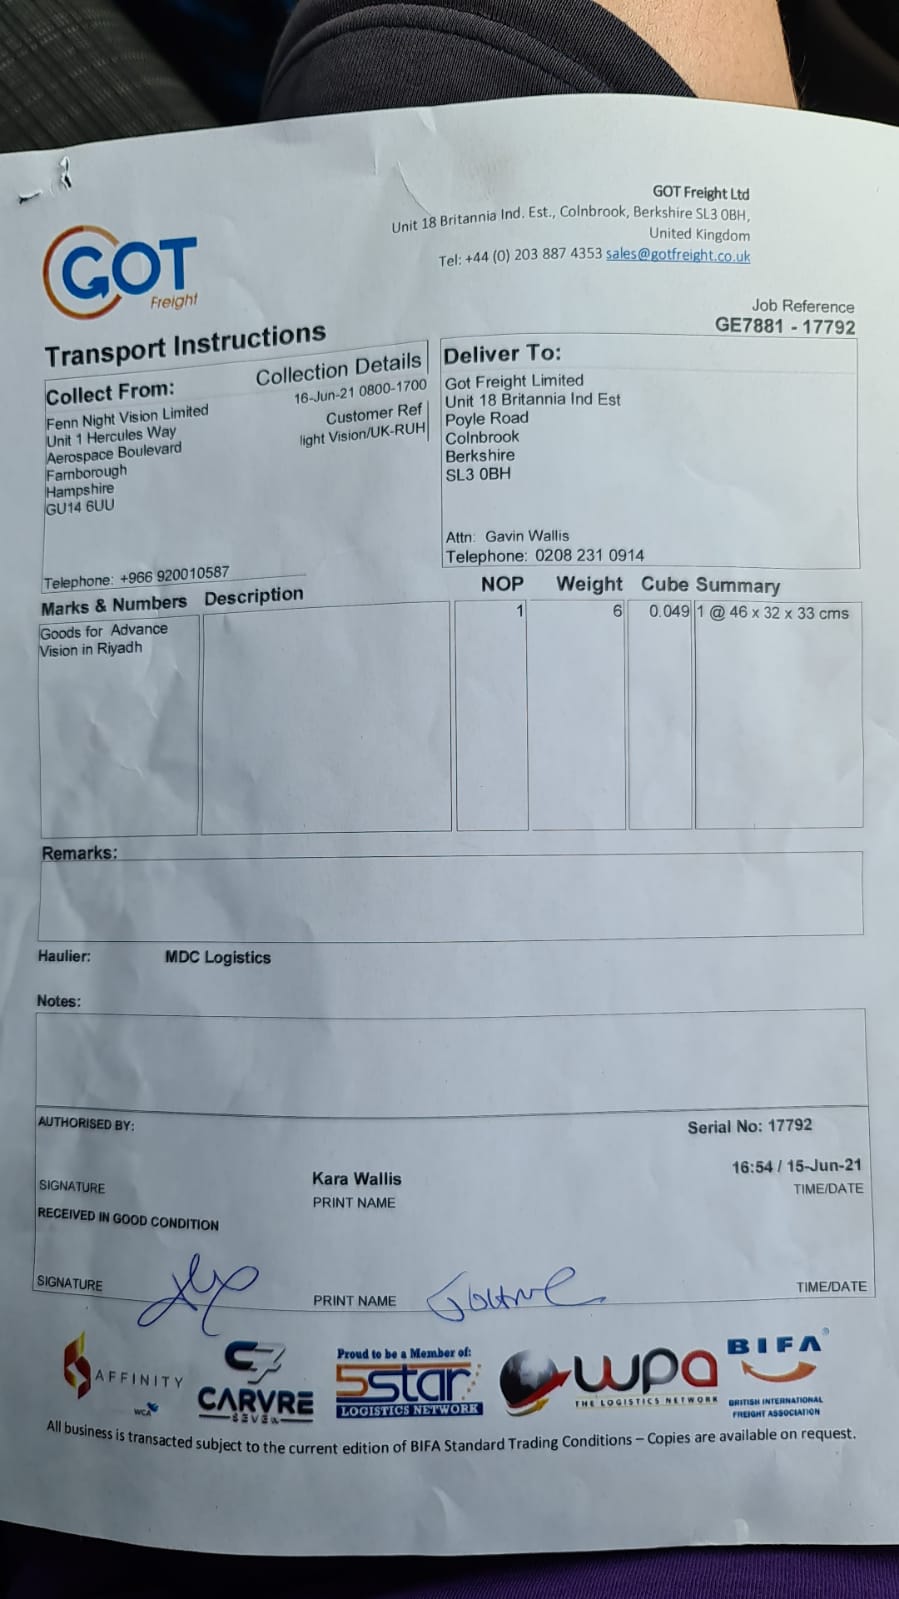 GOT Freight Ltd
Unit 18 Britannia Ind. Est., Colnbrook, Berkshire SL3 0BH,
United Kingdom
Tel: +44 (0) 203 887 4353 sales@gotfreight.co.uk
GOT
Freight
Job Reference
GE7881 - 17792
Transport Instructions
Collect From:
Collection Details
16-Jun-21 0800-1700
Customer Ref
light Vision/UK-RUH
Fenn Night Vision Limited
Unit 1 Hercules Way
Aerospace Boulevard
Farnborough
Hampshire
GU14 6UU
Telephone: +966 920010587
Deliver To:
Got Freight Limited
Unit 18 Britannia Ind Est
Poyle Road
Colnbrook
Berkshire
SL3 0BH
Attn: Gavin Wallis
Telephone: 0208 231 0914
Marks & Numbers Description NOP Weight Cube Summary
Goods for Advance 1 6 0.049 1 @ 46 x 32 x 33 cms
Vision in Riyadh
Remarks:
Haulier: MDC Logistics
Notes:
AUTHORISED BY:
Serial No: 17792
Kara Wallis 16:54 / 15-Jun-21
SIGNATURE PRINT NAME TIME/DATE
RECEIVED IN GOOD CONDITION
SIGNATURE PRINT NAME TIME/DATE
AFFINITY
WCA
C7
CARVRE
SEVEN
Proud to be a Member of:
5star
LOGISTICS NETWORK
wpa
THE LOGISTICS NETWORK
BIFA®
BRITISH INTERNATIONAL
FREIGHT ASSOCIATION
All business is transacted subject to the current edition of BIFA Standard Trading Conditions – Copies are available on request.